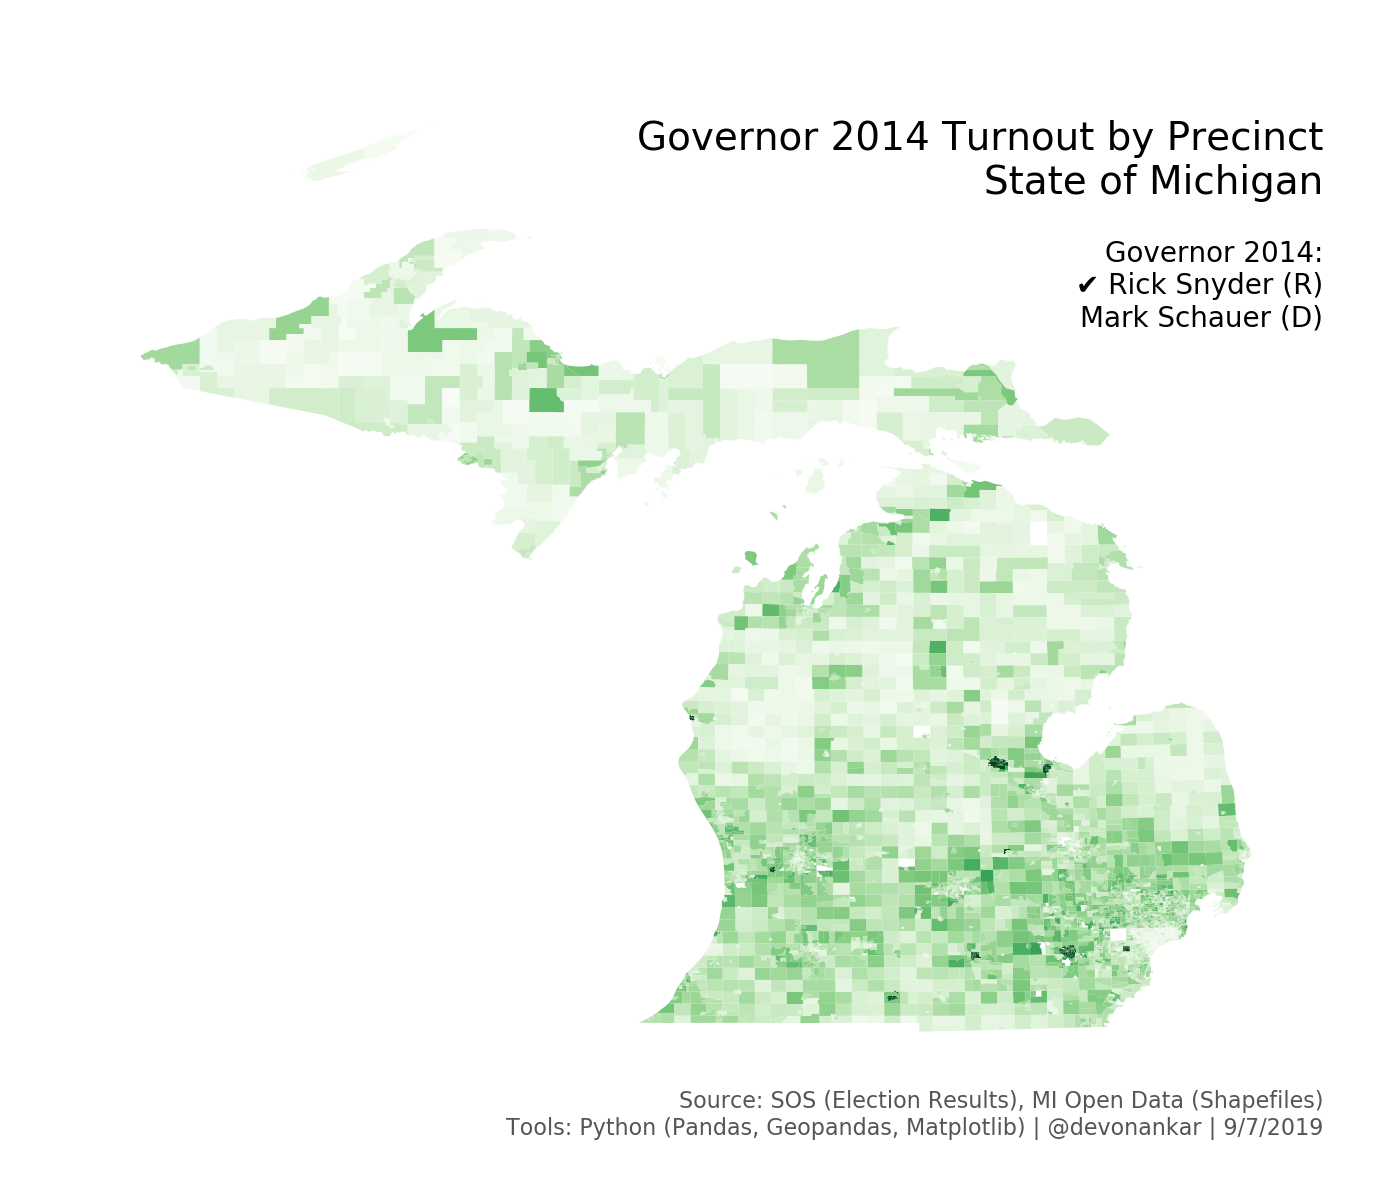 Governor 2014 Turnout by Precinct
State of Michigan
Governor 2014:
✔ Rick Snyder (R)
Mark Schauer (D)
Source: SOS (Election Results), MI Open Data (Shapefiles)
Tools: Python (Pandas, Geopandas, Matplotlib) | @devonankar | 9/7/2019